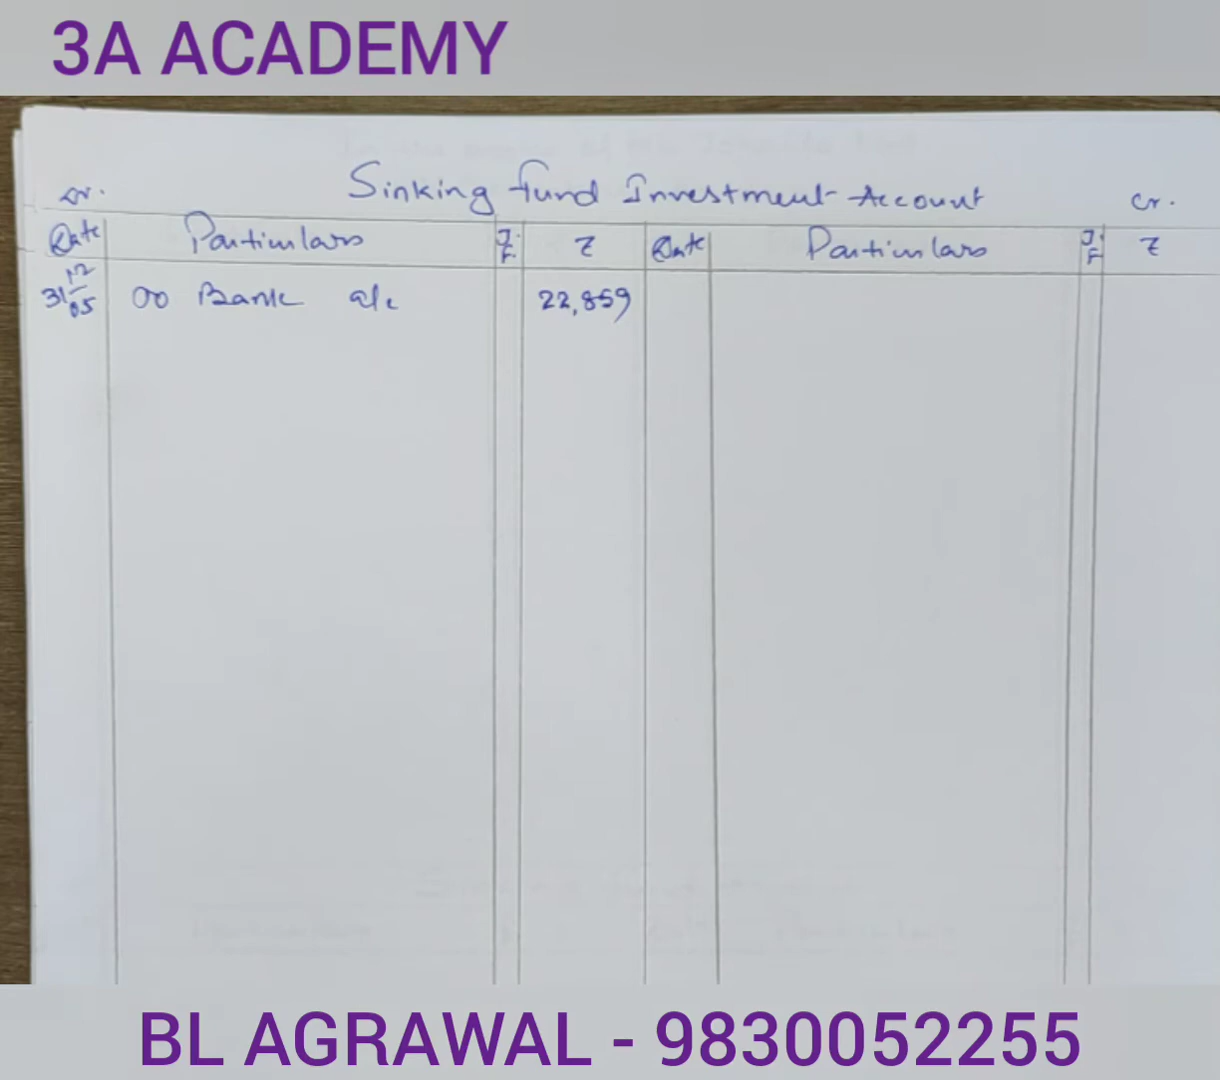 3A ACADEMY
Sinking fund Investment Account
Dr. Cr.
Date Particulars J.F. ₹ Date Particulars J.F. ₹
31/12/05 To Bank a/c 22,859
BL AGRAWAL - 9830052255